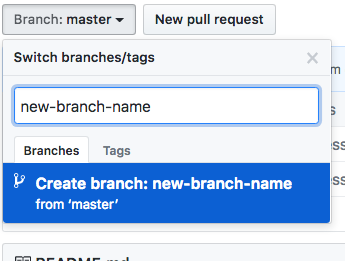 Branch: master
New pull request
Switch branches/tags
new-branch-name
Branches
Tags
Create branch: new-branch-name
from ‘master’